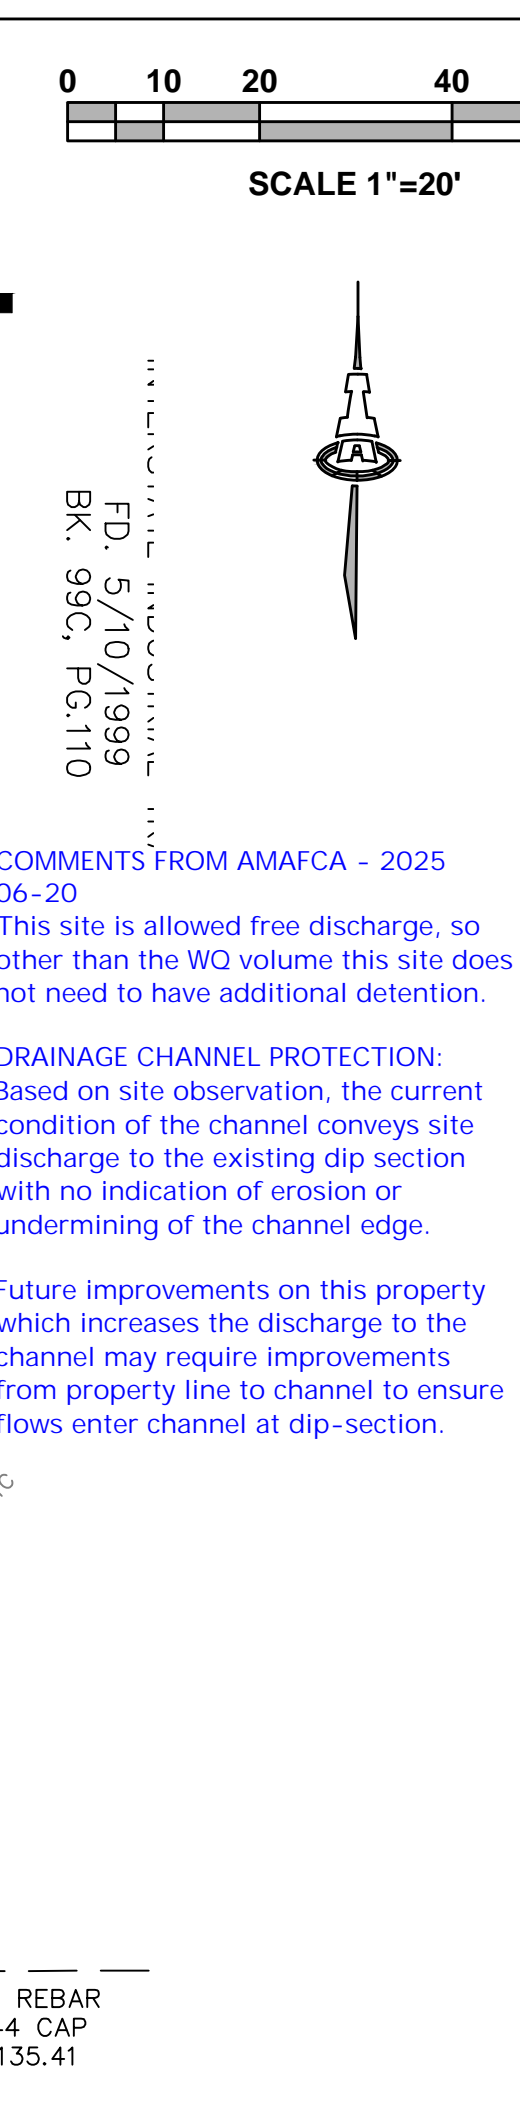 0 10 20 40
SCALE 1"=20'
A
FD. 5/10/1999
BK. 99C, PG.110
COMMENTS FROM AMAFCA - 2025
06-20
This site is allowed free discharge, so
other than the WQ volume this site does
not need to have additional detention.
DRAINAGE CHANNEL PROTECTION:
Based on site observation, the current
condition of the channel conveys site
discharge to the existing dip section
with no indication of erosion or
undermining of the channel edge.
Future improvements on this property
which increases the discharge to the
channel may require improvements
from property line to channel to ensure
flows enter channel at dip-section.
REBAR
4 CAP
135.41